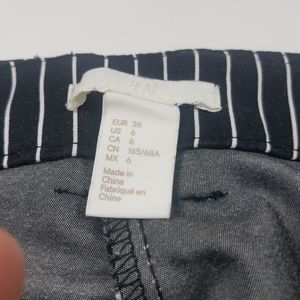 H&M
EUR 36
US 6
CA 6
CN 165/68A
MX 6
Made in
China
Fabriqué en
Chine